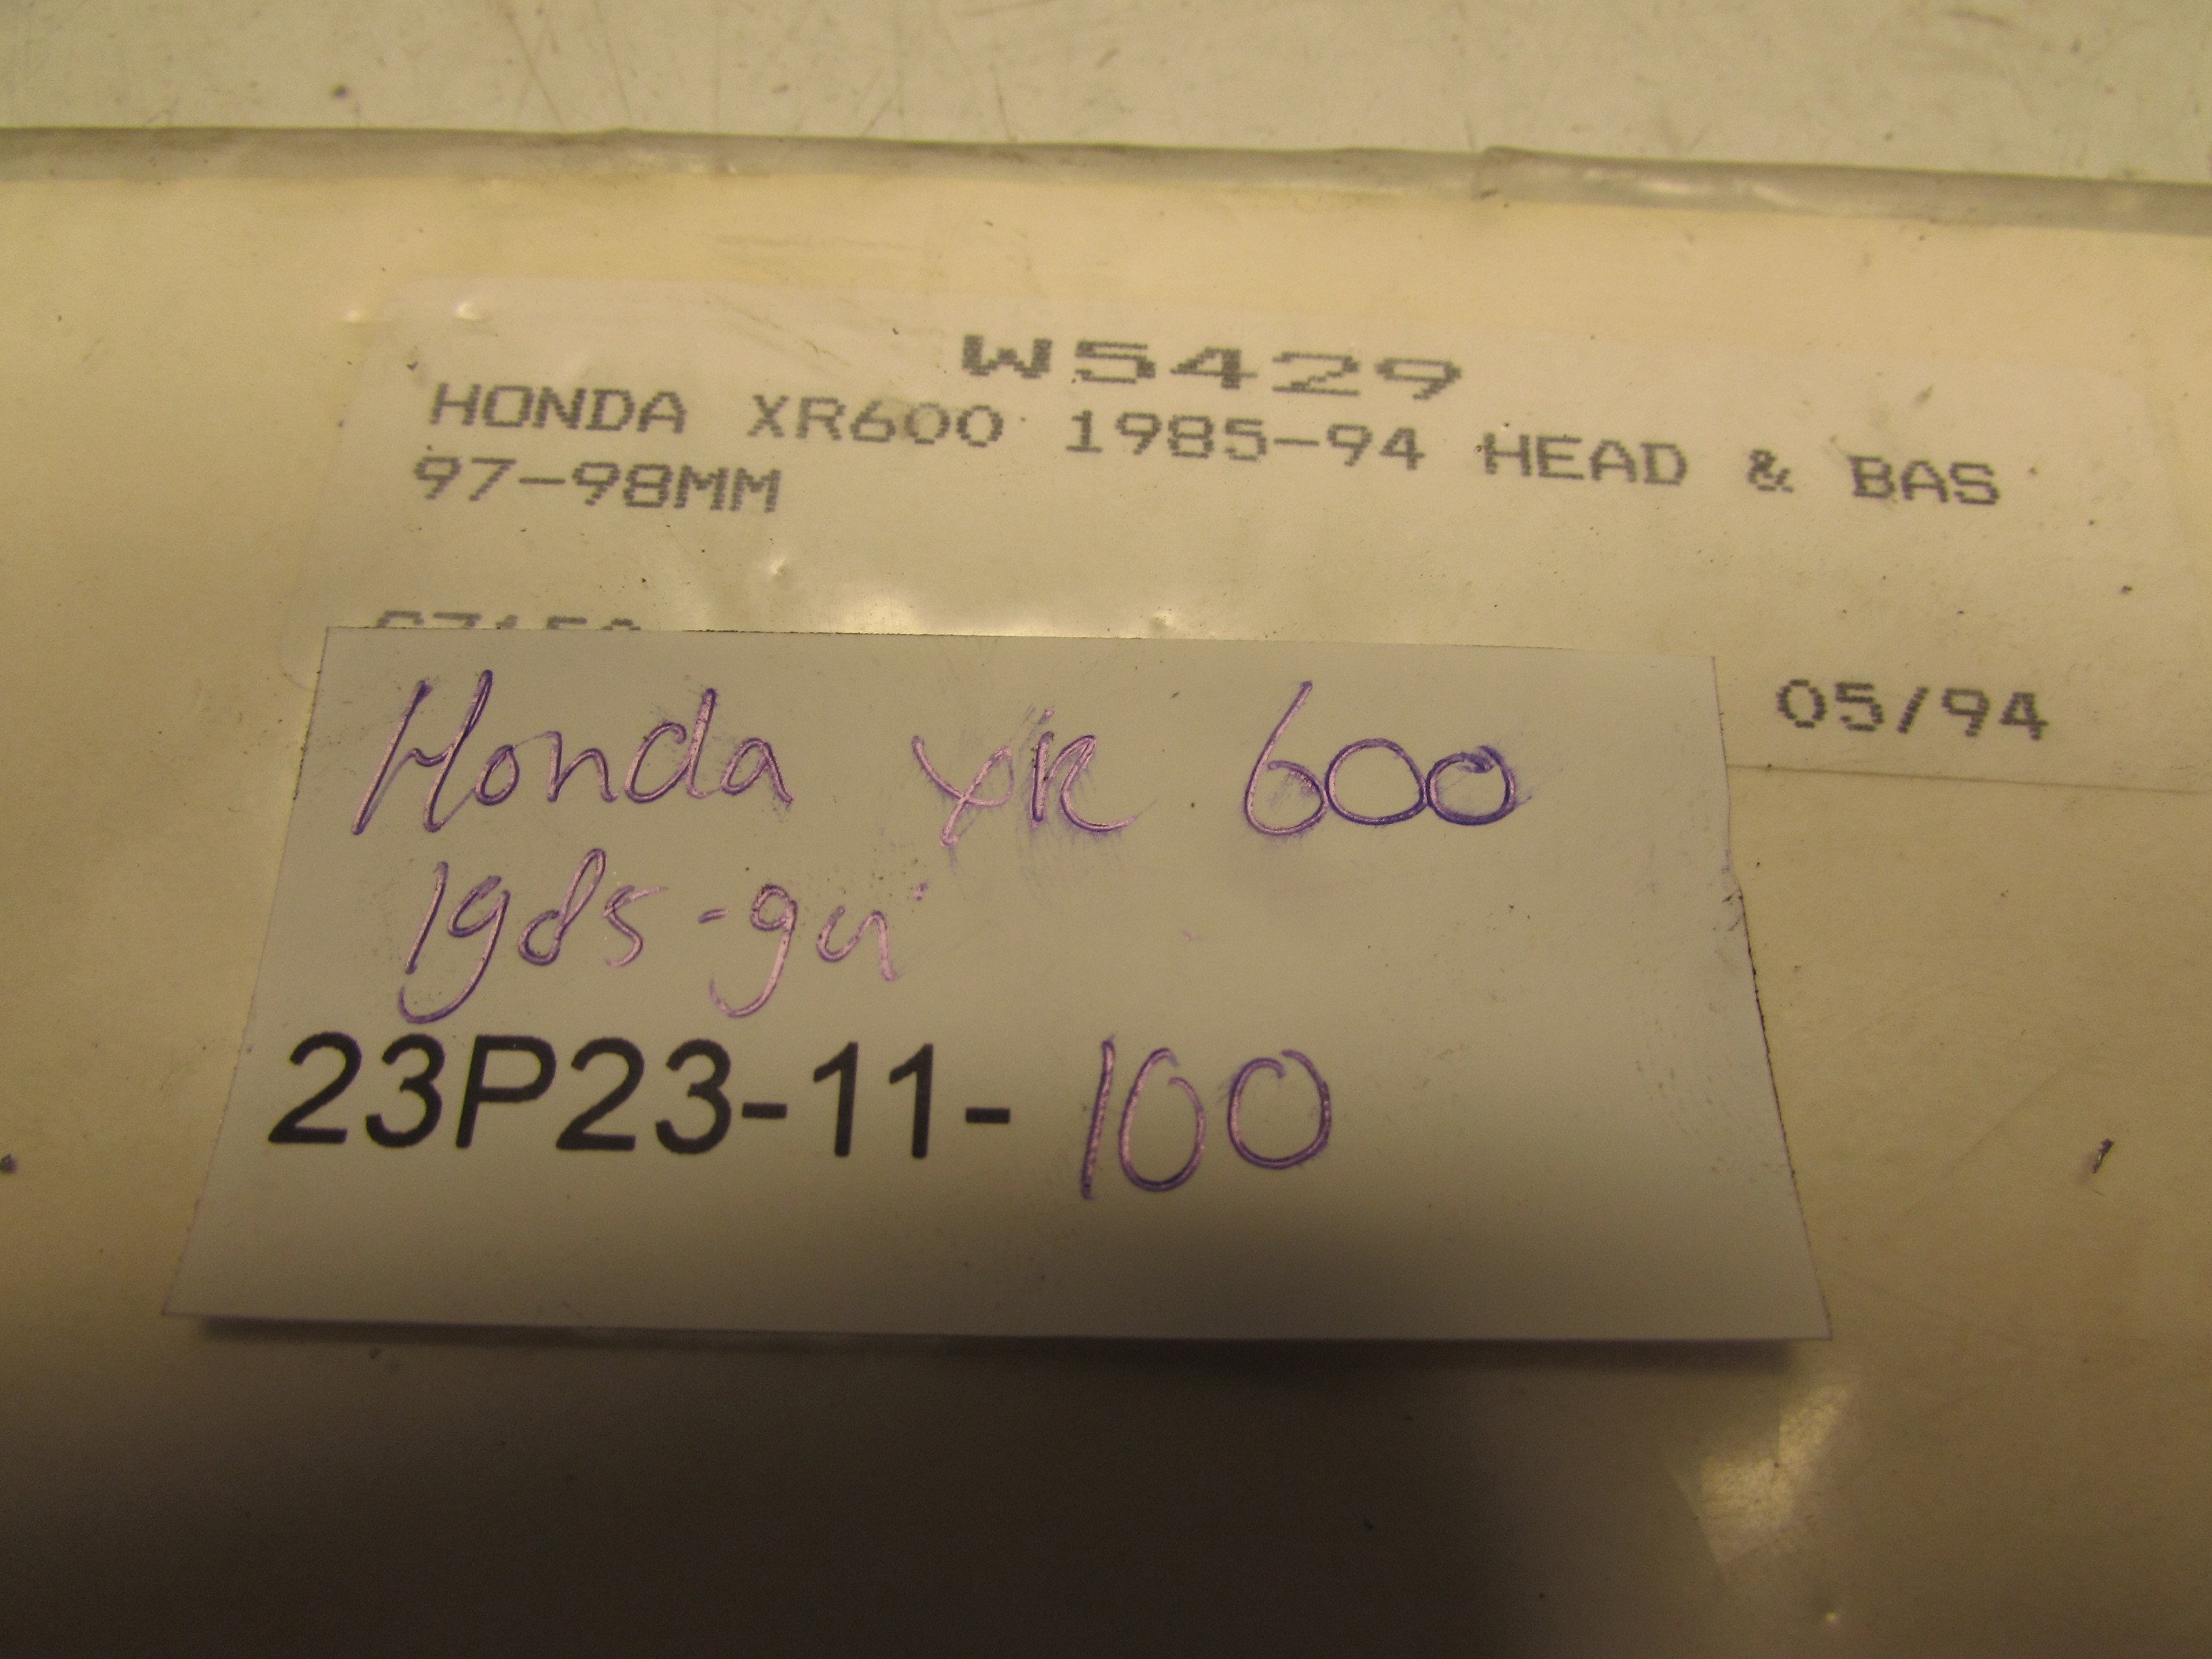 W5429
HONDA XR600 1985-94 HEAD & BAS
97-98MM
05/94
Honda XR 600
1985-94
23P23-11-100